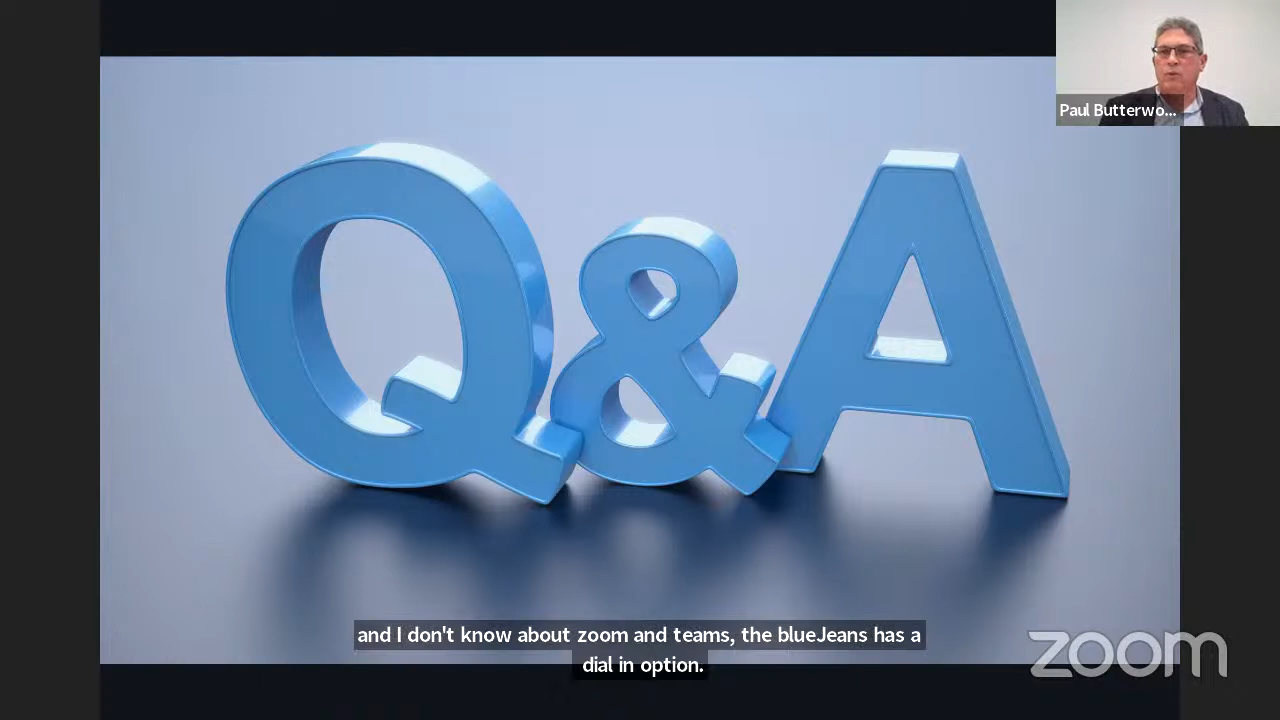 Paul Butterwo...
Q&A
and I don't know about zoom and teams, the blueJeans has a
dial in option.
zoom